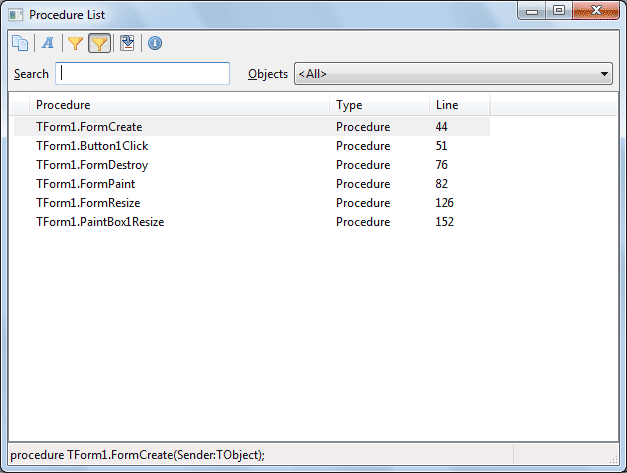 Procedure List
A
Search Objects <All>
Procedure Type Line
TForm1.FormCreate Procedure 44
TForm1.Button1Click Procedure 51
TForm1.FormDestroy Procedure 76
TForm1.FormPaint Procedure 82
TForm1.FormResize Procedure 126
TForm1.PaintBox1Resize Procedure 152
procedure TForm1.FormCreate(Sender:TObject);